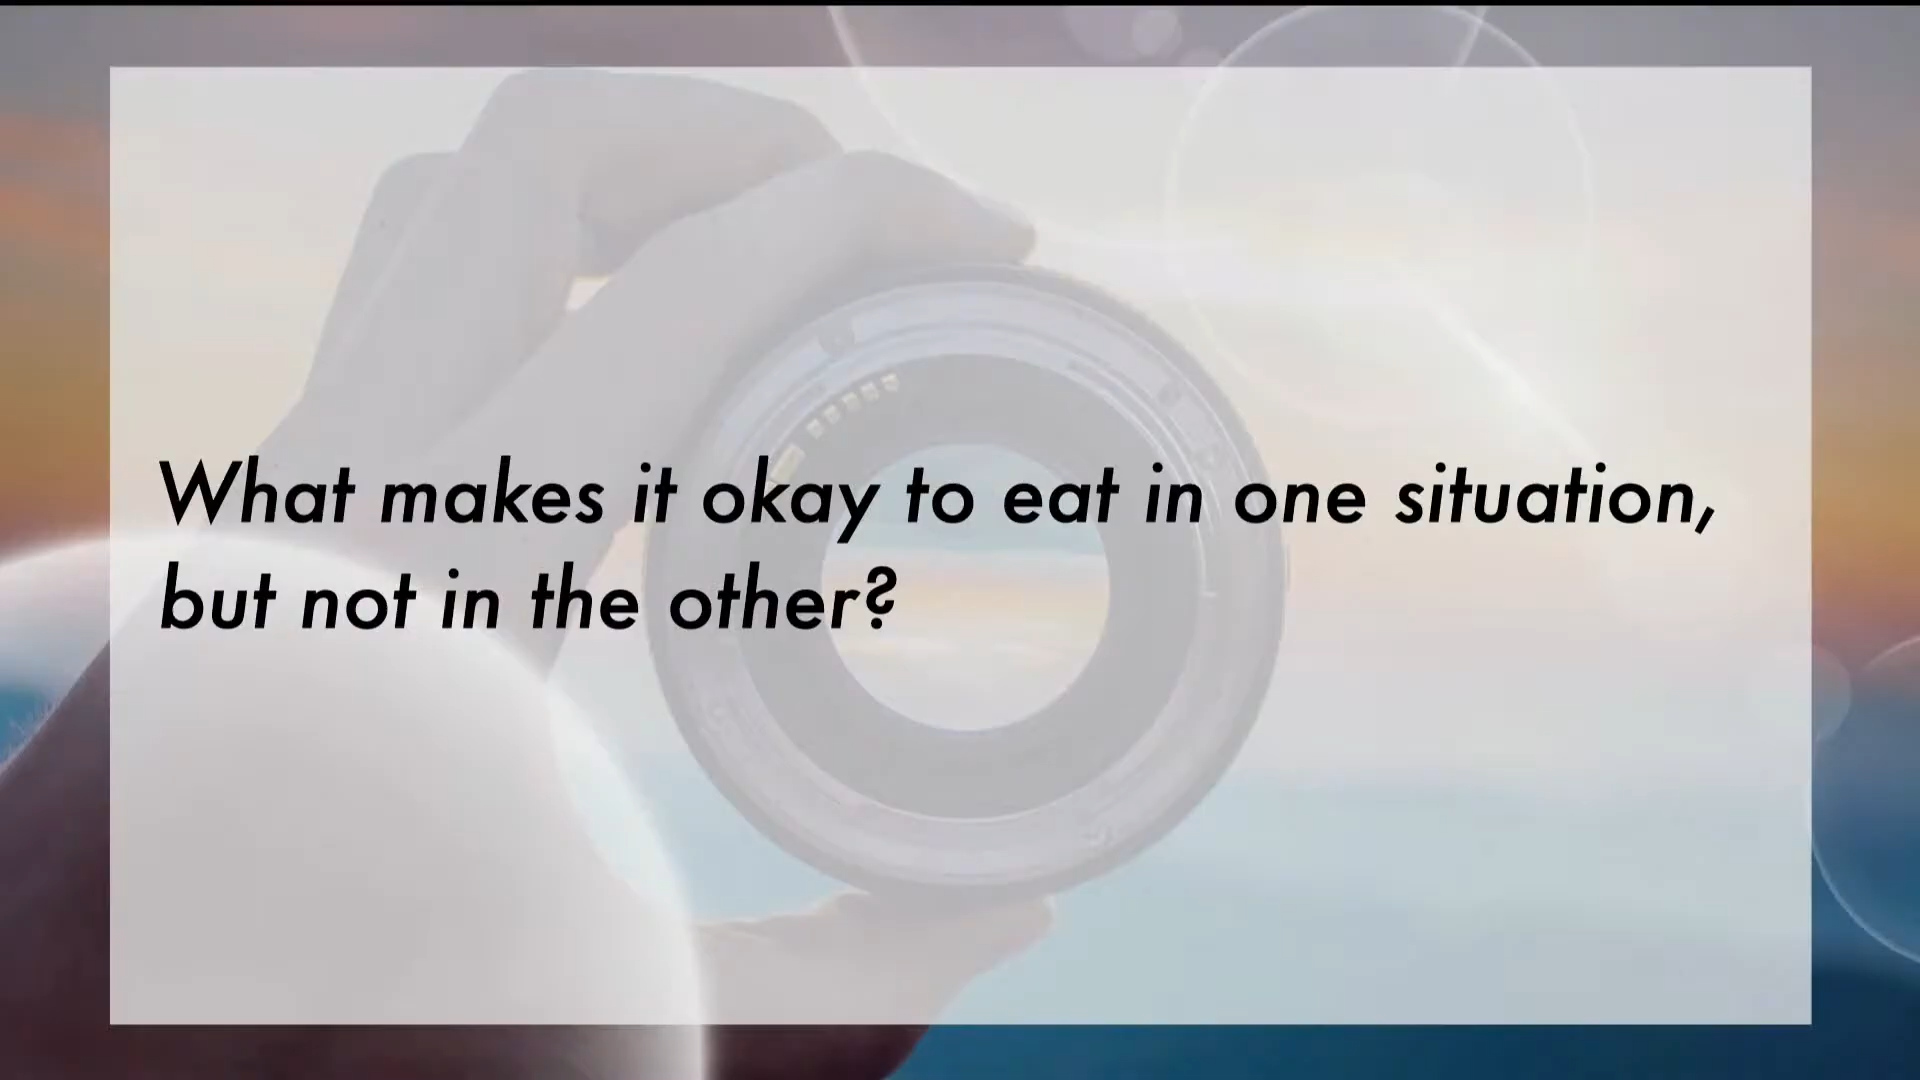 What makes it okay to eat in one situation,
but not in the other?